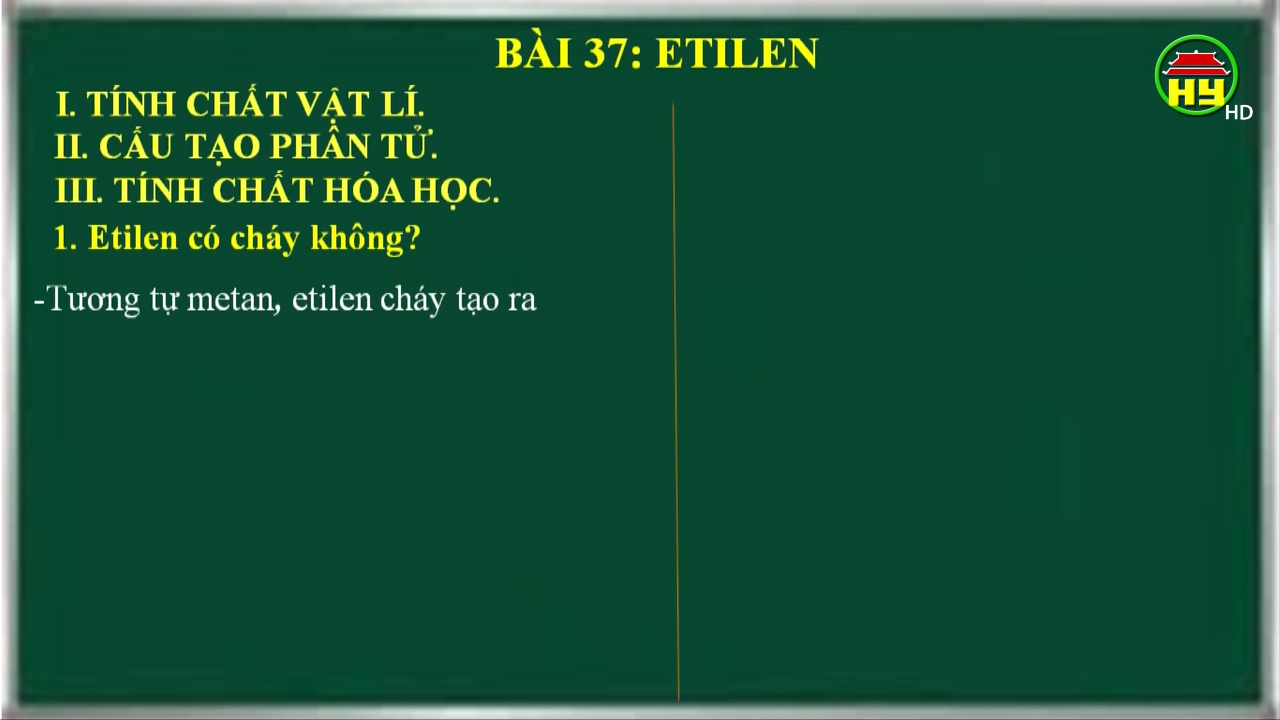 BÀI 37: ETILEN
HY
HD
I. TÍNH CHẤT VẬT LÍ.
II. CẤU TẠO PHÂN TỬ.
III. TÍNH CHẤT HÓA HỌC.
1. Etilen có cháy không?
-Tương tự metan, etilen cháy tạo ra